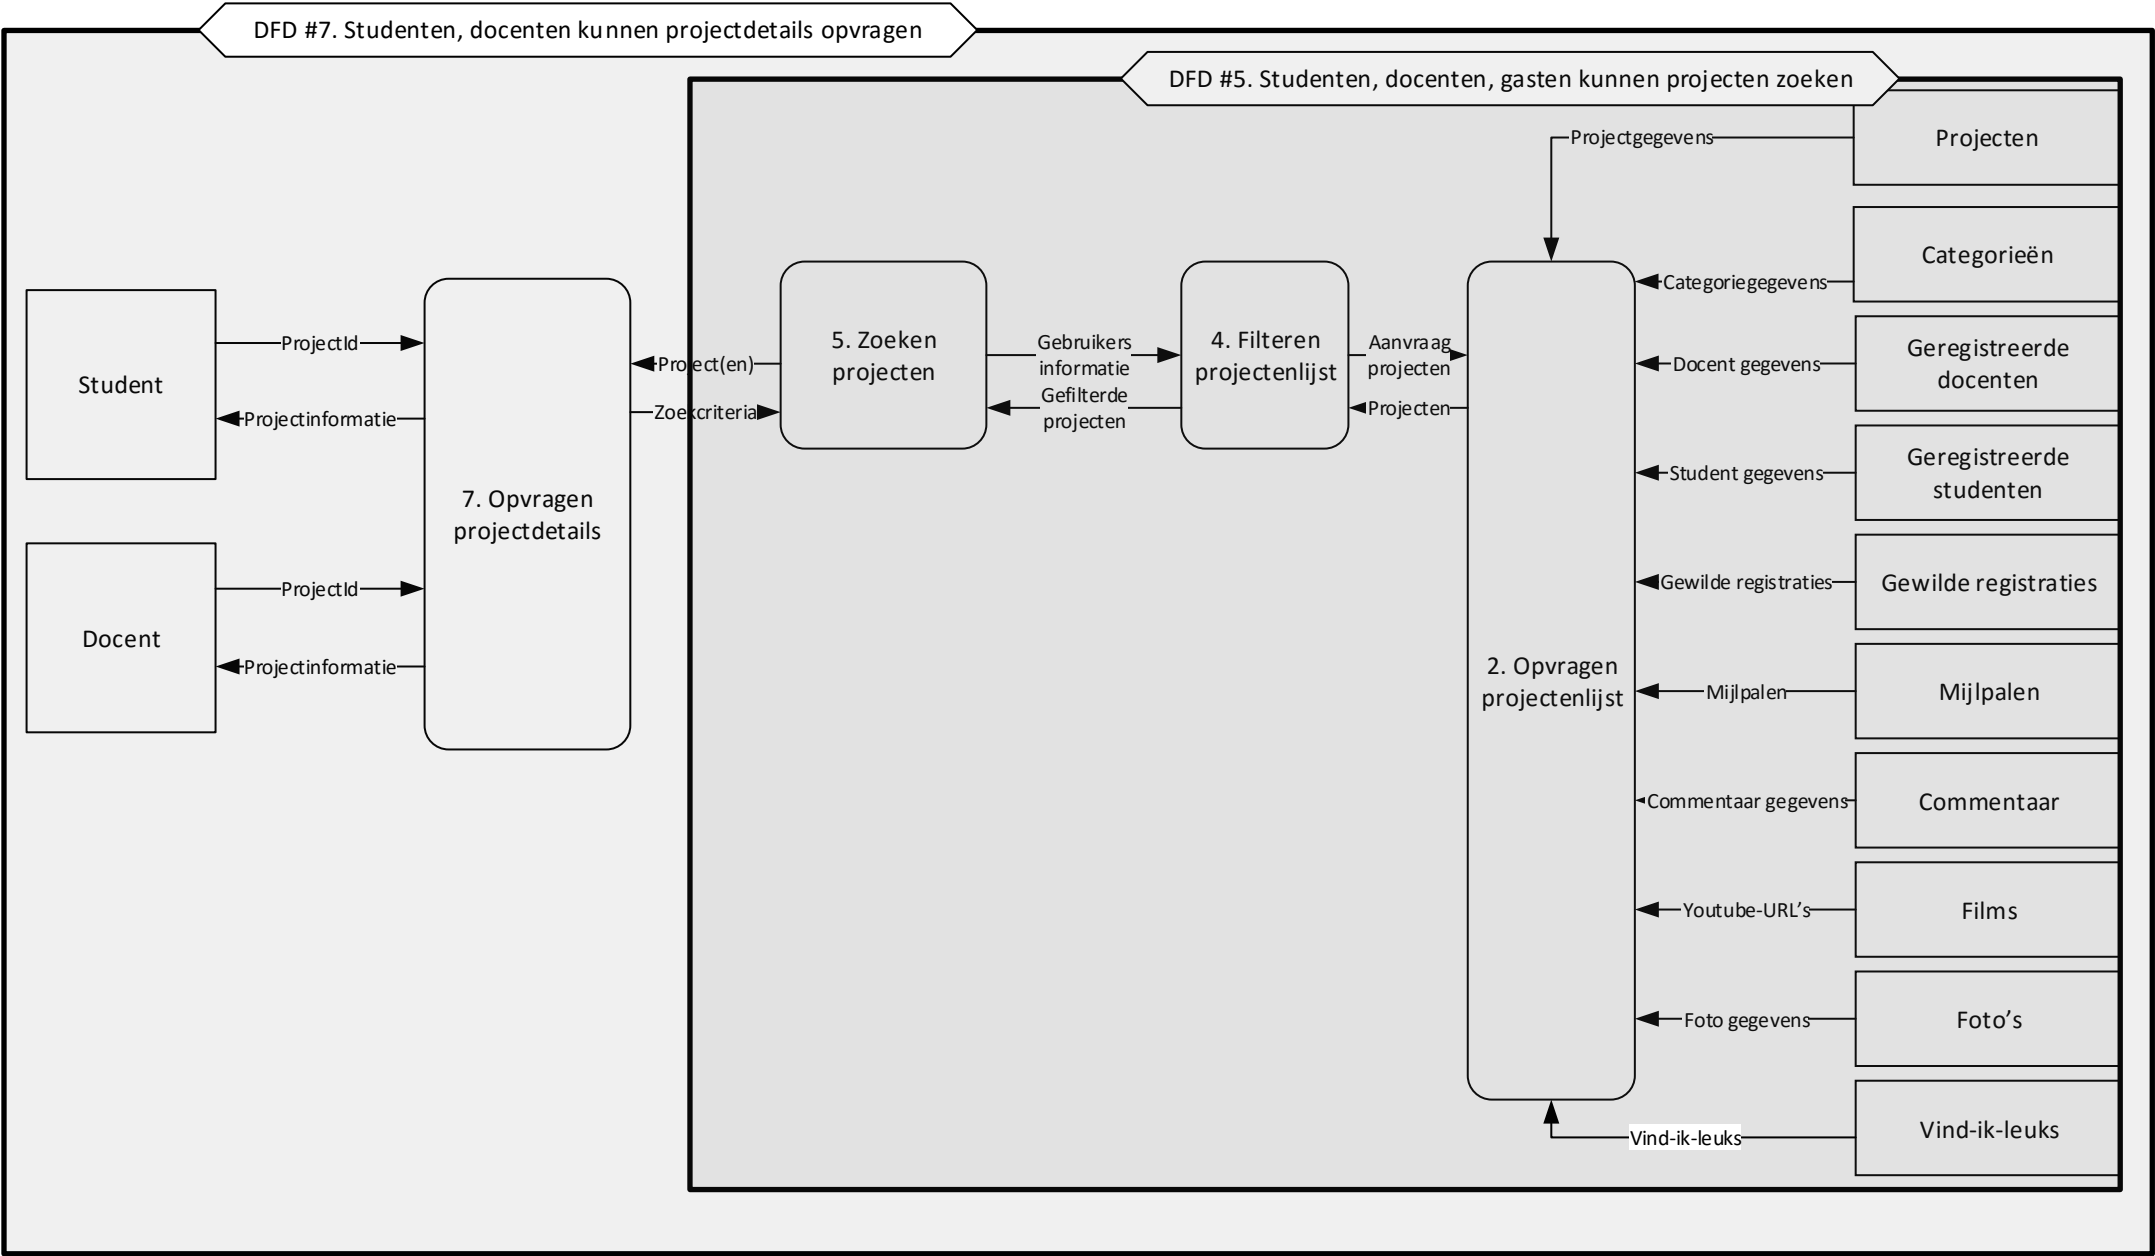 DFD #7. Studenten, docenten kunnen projectdetails opvragen
DFD #5. Studenten, docenten, gasten kunnen projecten zoeken
Student
ProjectId
Projectinformatie
Docent
ProjectId
Projectinformatie
7. Opvragen
projectdetails
Project(en)
Zoekcriteria
5. Zoeken
projecten
Gebruikers
informatie
Gefilterde
projecten
4. Filteren
projectenlijst
Aanvraag
projecten
Projecten
2. Opvragen
projectenlijst
Projectgegevens
Projecten
Categoriegegevens
Categorieën
Docent gegevens
Geregistreerde
docenten
Student gegevens
Geregistreerde
studenten
Gewilde registraties
Gewilde registraties
Mijlpalen
Mijlpalen
Commentaar gegevens
Commentaar
Youtube-URL’s
Films
Foto gegevens
Foto’s
Vind-ik-leuks
Vind-ik-leuks